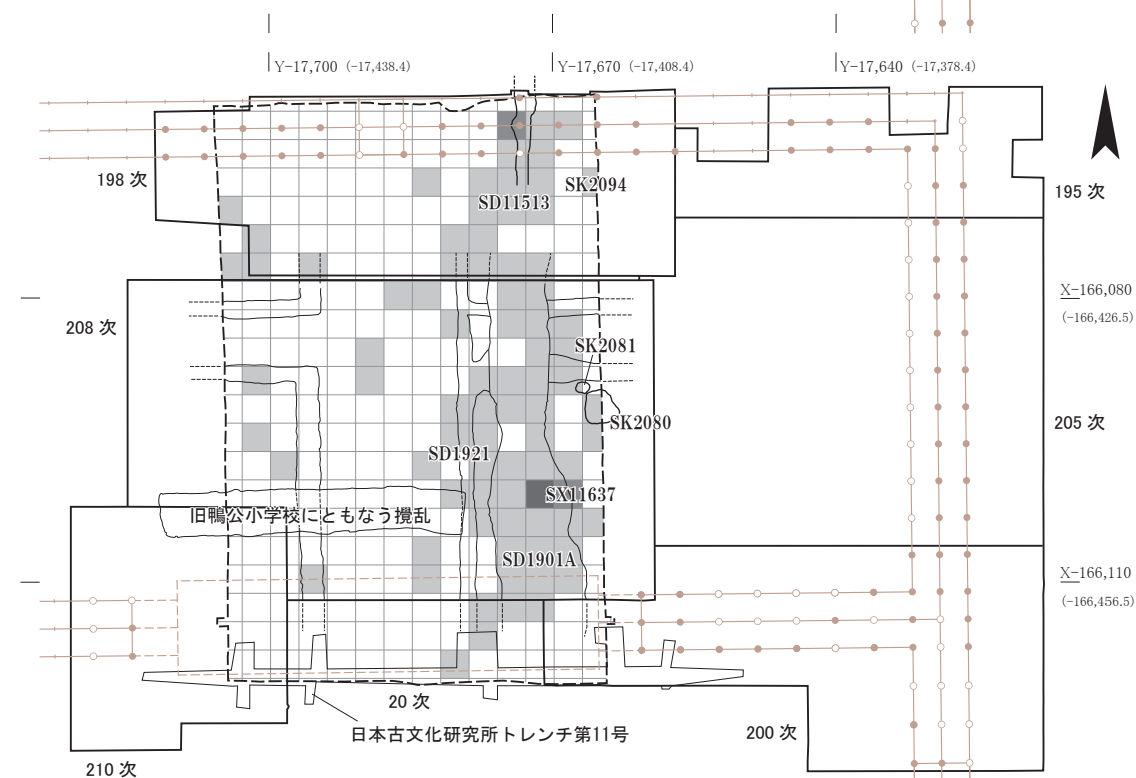 Y-17,700（-17,438.4）
Y-17,670（-17,408.4）
Y-17,640（-17,378.4）
198 次
SK2094
195 次
SD11513
X-166,080
（-166,426.5）
208 次
SK2081
SK2080
205 次
SD1921
SX11637
旧鴨公小学校にともなう攪乱
SD1901A
X-166,110
（-166,456.5）
20 次
日本古文化研究所トレンチ第11号
200 次
210 次